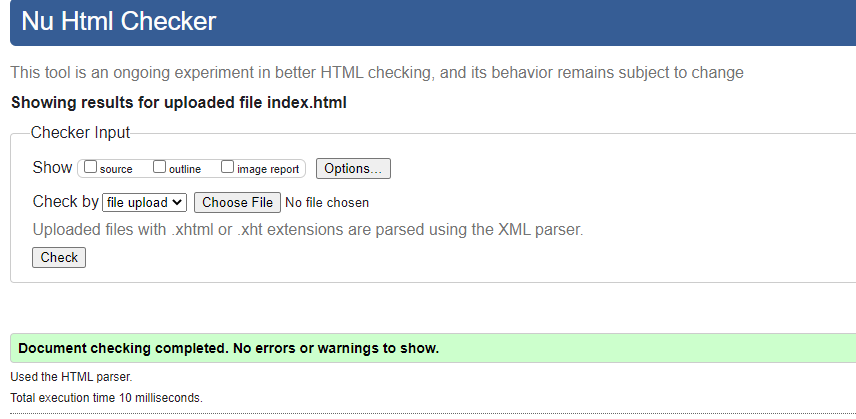 Nu Html Checker
This tool is an ongoing experiment in better HTML checking, and its behavior remains subject to change
Showing results for uploaded file index.html
Checker Input
Show source outline image report Options...
Check by file upload Choose File No file chosen
Uploaded files with .xhtml or .xht extensions are parsed using the XML parser.
Check
Document checking completed. No errors or warnings to show.
Used the HTML parser.
Total execution time 10 milliseconds.